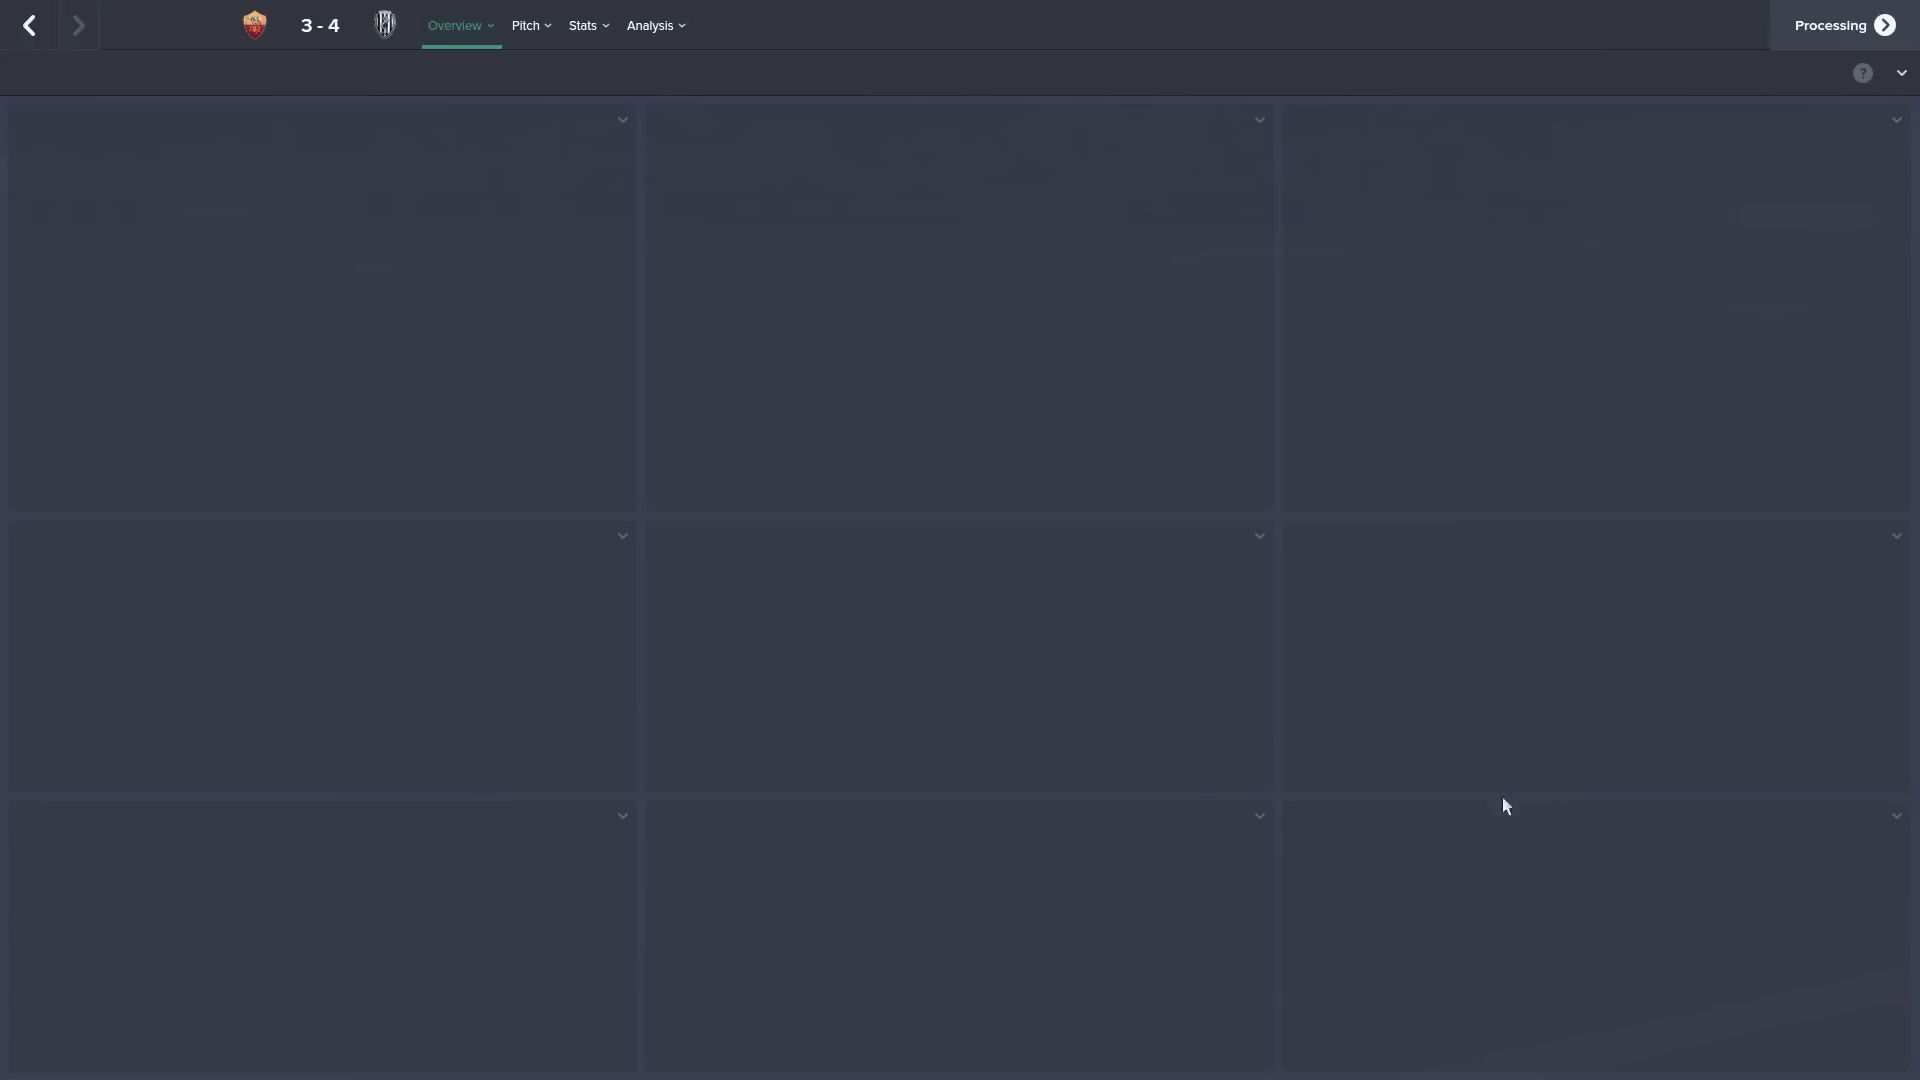 3 - 4
Overview
Pitch
Stats
Analysis
Processing
?